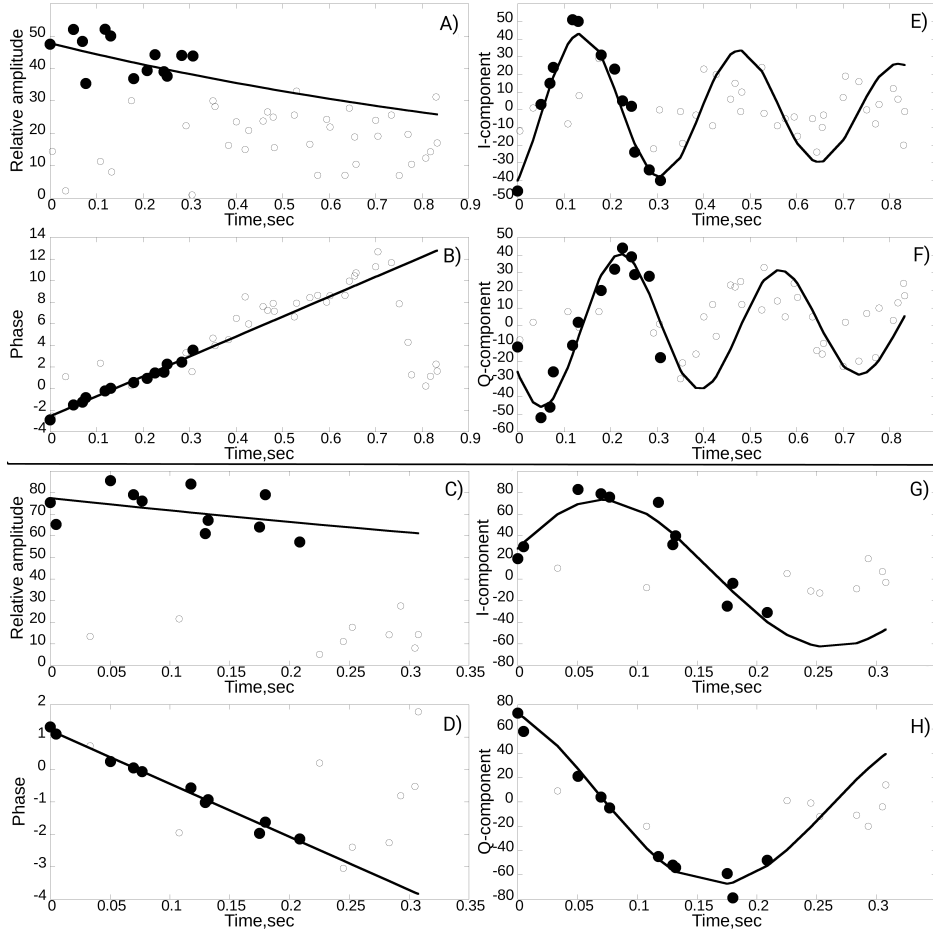 A)
Relative amplitude
50
40
30
20
10
0
0 0.1 0.2 0.3 0.4 0.5 0.6 0.7 0.8 0.9
Time,sec
E)
I-component
50
40
30
20
10
0
-10
-20
-30
-40
-50
0 0.1 0.2 0.3 0.4 0.5 0.6 0.7 0.8
Time,sec
B)
Phase
14
12
10
8
6
4
2
0
-2
-4
0 0.1 0.2 0.3 0.4 0.5 0.6 0.7 0.8 0.9
Time,sec
F)
Q-component
50
40
30
20
10
0
-10
-20
-30
-40
-50
-60
0 0.1 0.2 0.3 0.4 0.5 0.6 0.7 0.8
Time,sec
C)
Relative amplitude
80
70
60
50
40
30
20
10
0
0 0.05 0.1 0.15 0.2 0.25 0.3 0.35
Time,sec
G)
I-component
80
60
40
20
0
-20
-40
-60
-80
0 0.05 0.1 0.15 0.2 0.25 0.3
Time,sec
D)
Phase
2
1
0
-1
-2
-3
-4
0 0.05 0.1 0.15 0.2 0.25 0.3 0.35
Time,sec
H)
Q-component
80
60
40
20
0
-20
-40
-60
-80
0 0.05 0.1 0.15 0.2 0.25 0.3
Time,sec